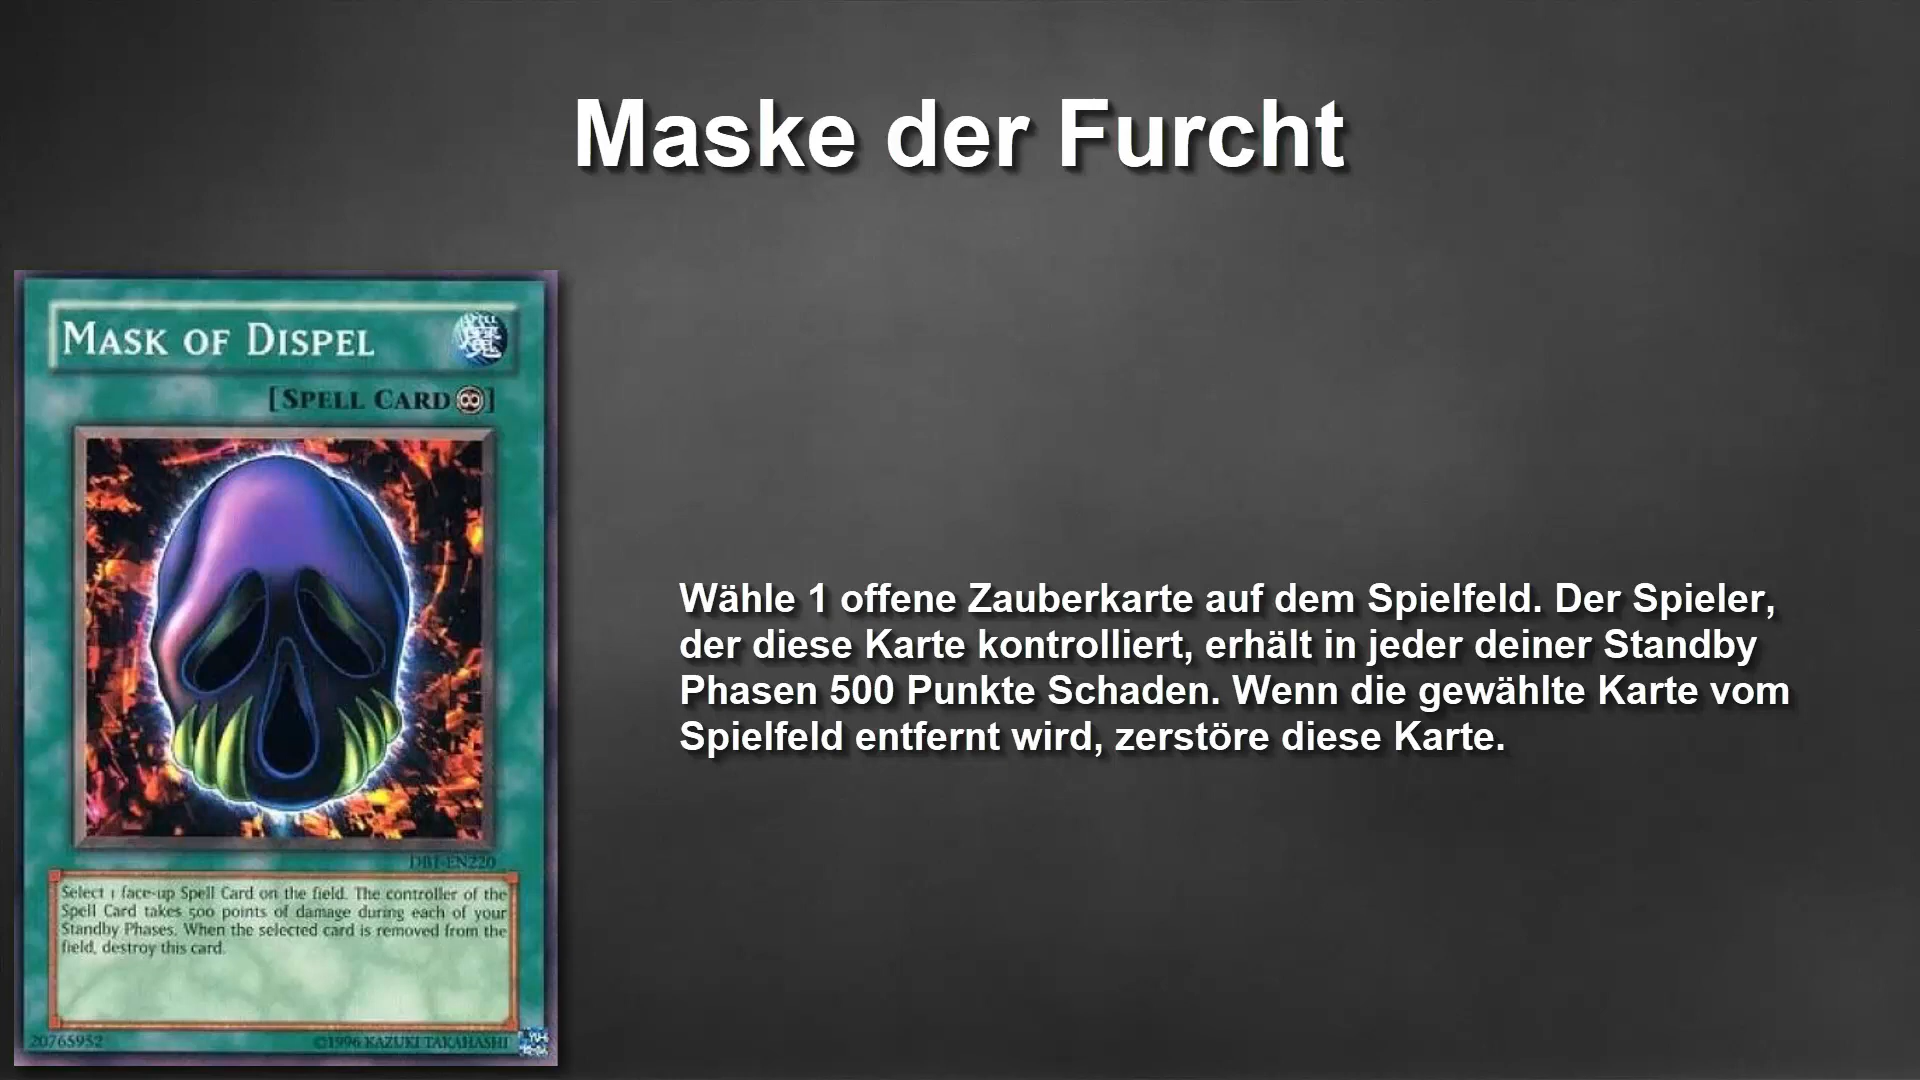 Maske der Furcht
MASK OF DISPEL
[SPELL CARD]
Wähle 1 offene Zauberkarte auf dem Spielfeld. Der Spieler,
der diese Karte kontrolliert, erhält in jeder deiner Standby
Phasen 500 Punkte Schaden. Wenn die gewählte Karte vom
Spielfeld entfernt wird, zerstöre diese Karte.
DB1-EN220
Select 1 face-up Spell Card on the field. The controller of the
Spell Card takes 500 points of damage during each of your
Standby Phases. When the selected card is removed from the
field, destroy this card.
20765952
©1996 KAZUKI TAKAHASHI